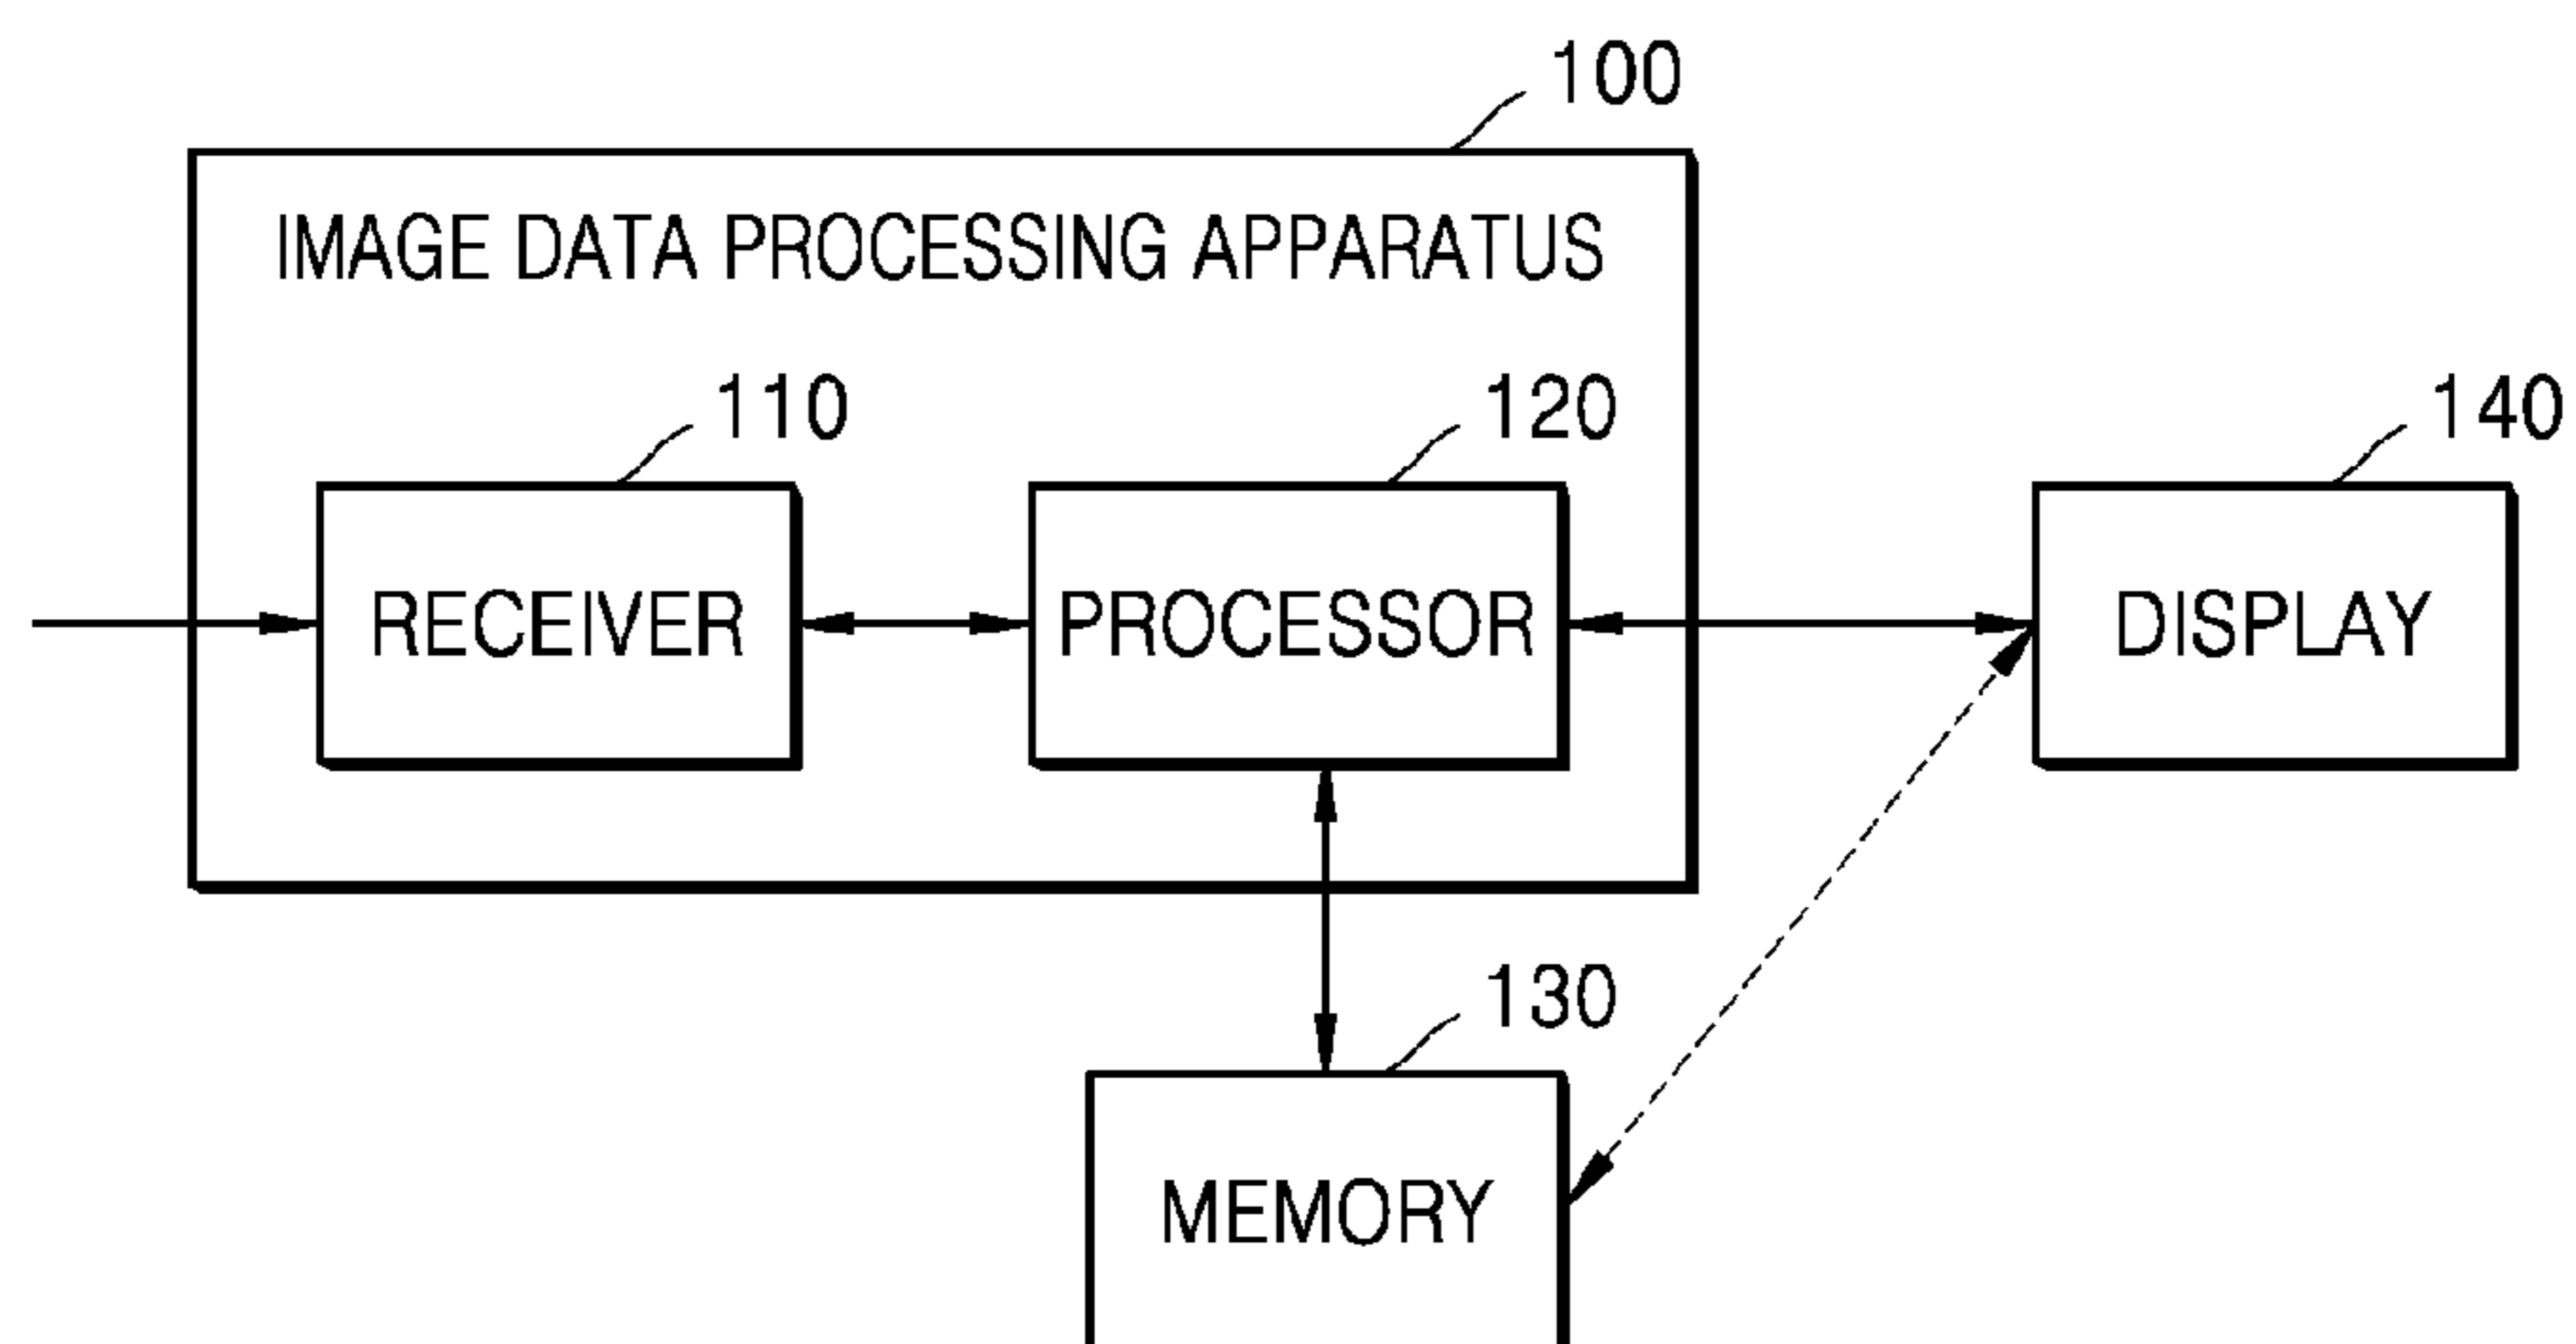 100
IMAGE DATA PROCESSING APPARATUS
110
120
140
RECEIVER
PROCESSOR
DISPLAY
130
MEMORY